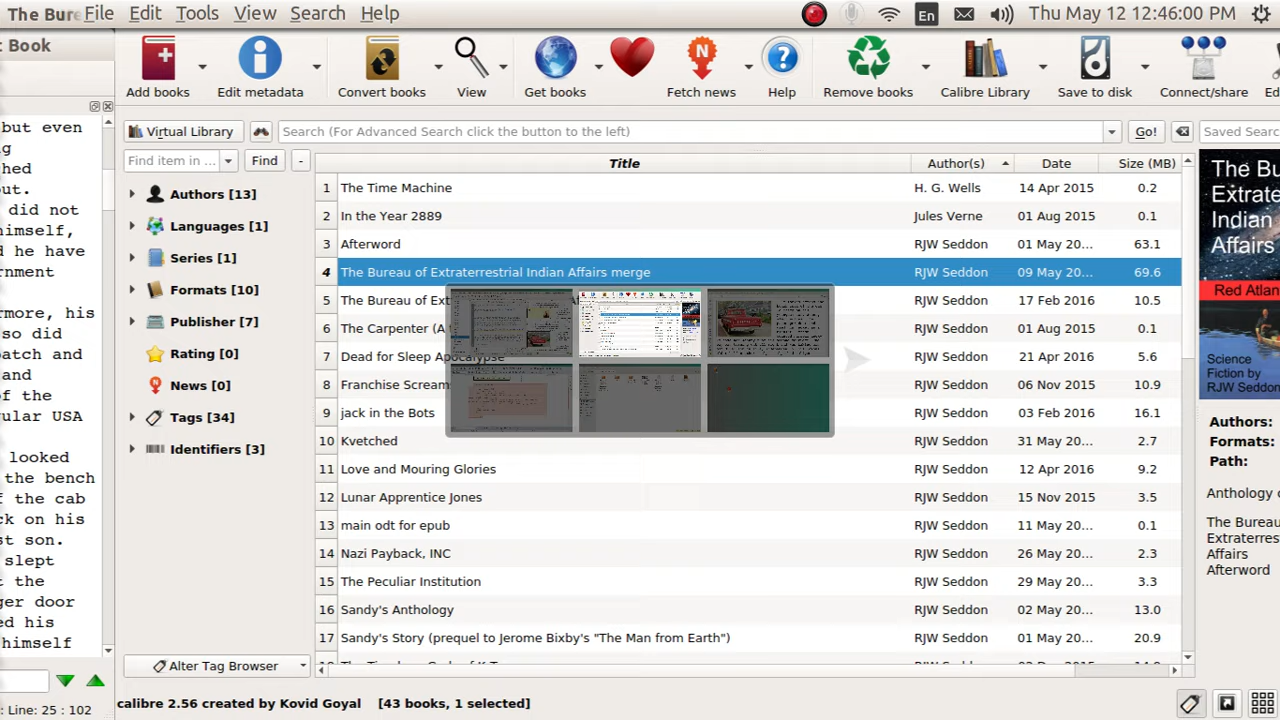 The Bure File Edit Tools View Search Help En Thu May 12 12:46:00 PM
t Book
but even
g
ched
out.
did not
himself,
d he have
ernment
ermore, his
so did
patch and
and
of the
gular USA
looked
the bench
f the cab
ck on his
st son.
slept
t the
ger door
ed his
himself
: Line: 25 : 102
Add books Edit metadata Convert books View Get books Fetch news Help Remove books Calibre Library Save to disk Connect/share Ed
Virtual Library Search (For Advanced Search click the button to the left) Go! Saved Searc
Find item in ... Find -
Authors [13]
Languages [1]
Series [1]
Formats [10]
Publisher [7]
Rating [0]
News [0]
Tags [34]
Identifiers [3]
Alter Tag Browser
Title Author(s) Date Size (MB)
1 The Time Machine H. G. Wells 14 Apr 2015 0.2
2 In the Year 2889 Jules Verne 01 Aug 2015 0.1
3 Afterword RJW Seddon 01 May 20... 63.1
4 The Bureau of Extraterrestrial Indian Affairs merge RJW Seddon 09 May 20... 69.6
5 The Bureau of Ext RJW Seddon 17 Feb 2016 10.5
6 The Carpenter (A RJW Seddon 01 Aug 2015 0.1
7 Dead for Sleep Apocalypse RJW Seddon 21 Apr 2016 5.6
8 Franchise Scream RJW Seddon 06 Nov 2015 10.9
9 jack in the Bots RJW Seddon 03 Feb 2016 16.1
10 Kvetched RJW Seddon 31 May 20... 2.7
11 Love and Mouring Glories RJW Seddon 12 Apr 2016 9.2
12 Lunar Apprentice Jones RJW Seddon 15 Nov 2015 3.5
13 main odt for epub RJW Seddon 11 May 20... 0.1
14 Nazi Payback, INC RJW Seddon 26 May 20... 2.3
15 The Peculiar Institution RJW Seddon 29 May 20... 3.3
16 Sandy's Anthology RJW Seddon 02 May 20... 13.0
17 Sandy's Story (prequel to Jerome Bixby's "The Man from Earth") RJW Seddon 01 May 20... 20.9
The Bu
Extrater
Indian
Affairs
Red Atlan
Science
Fiction by
RJW Seddon
Authors:
Formats:
Path:
Anthology o
The Bureau
Extraterres
Affairs
Afterword
calibre 2.56 created by Kovid Goyal [43 books, 1 selected]